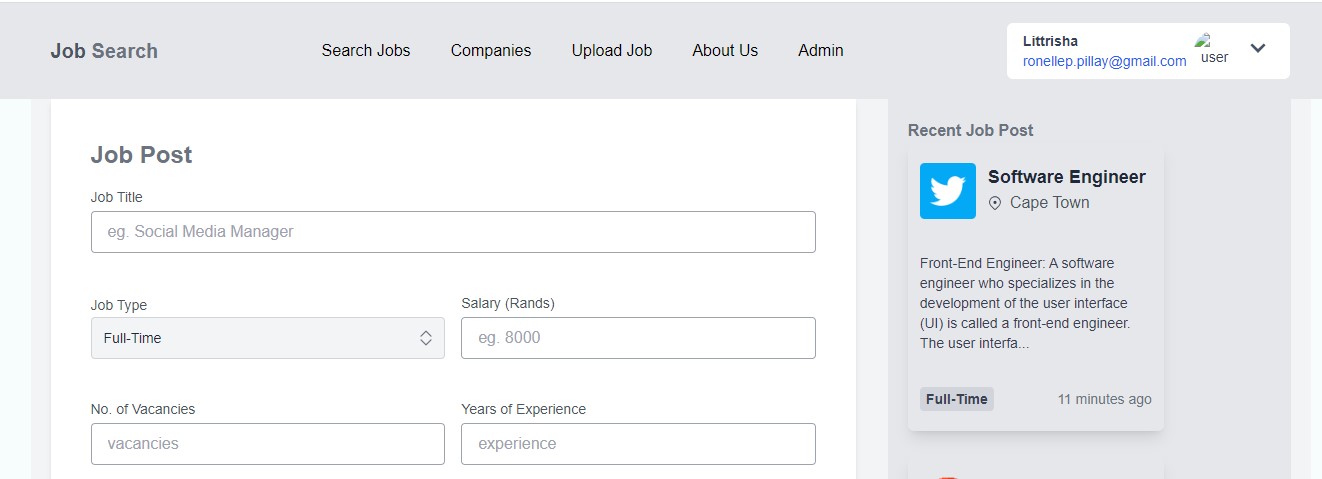 Job Search
Search Jobs
Companies
Upload Job
About Us
Admin
Littrisha
ronellep.pillay@gmail.com
user
Job Post
Job Title
eg. Social Media Manager
Job Type
Salary (Rands)
Full-Time
eg. 8000
No. of Vacancies
Years of Experience
vacancies
experience
Recent Job Post
Software Engineer
Cape Town
Front-End Engineer: A software
engineer who specializes in the
development of the user interface
(UI) is called a front-end engineer.
The user interfa...
Full-Time
11 minutes ago